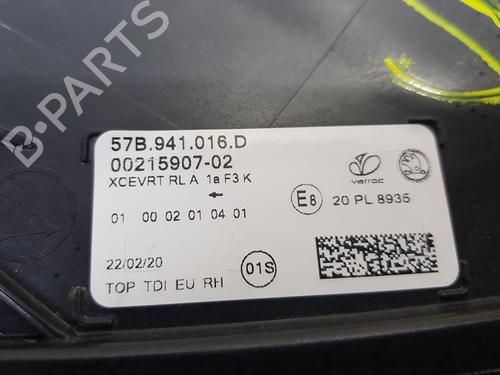 57B.941.016.D
00215907-02
XCEVRT RL A 1a F3 K
01 00 02 01 04 01
22/02/20
TOP TDI EU RH
01S
varroc
E8
20 PL 8935
B-PARTS